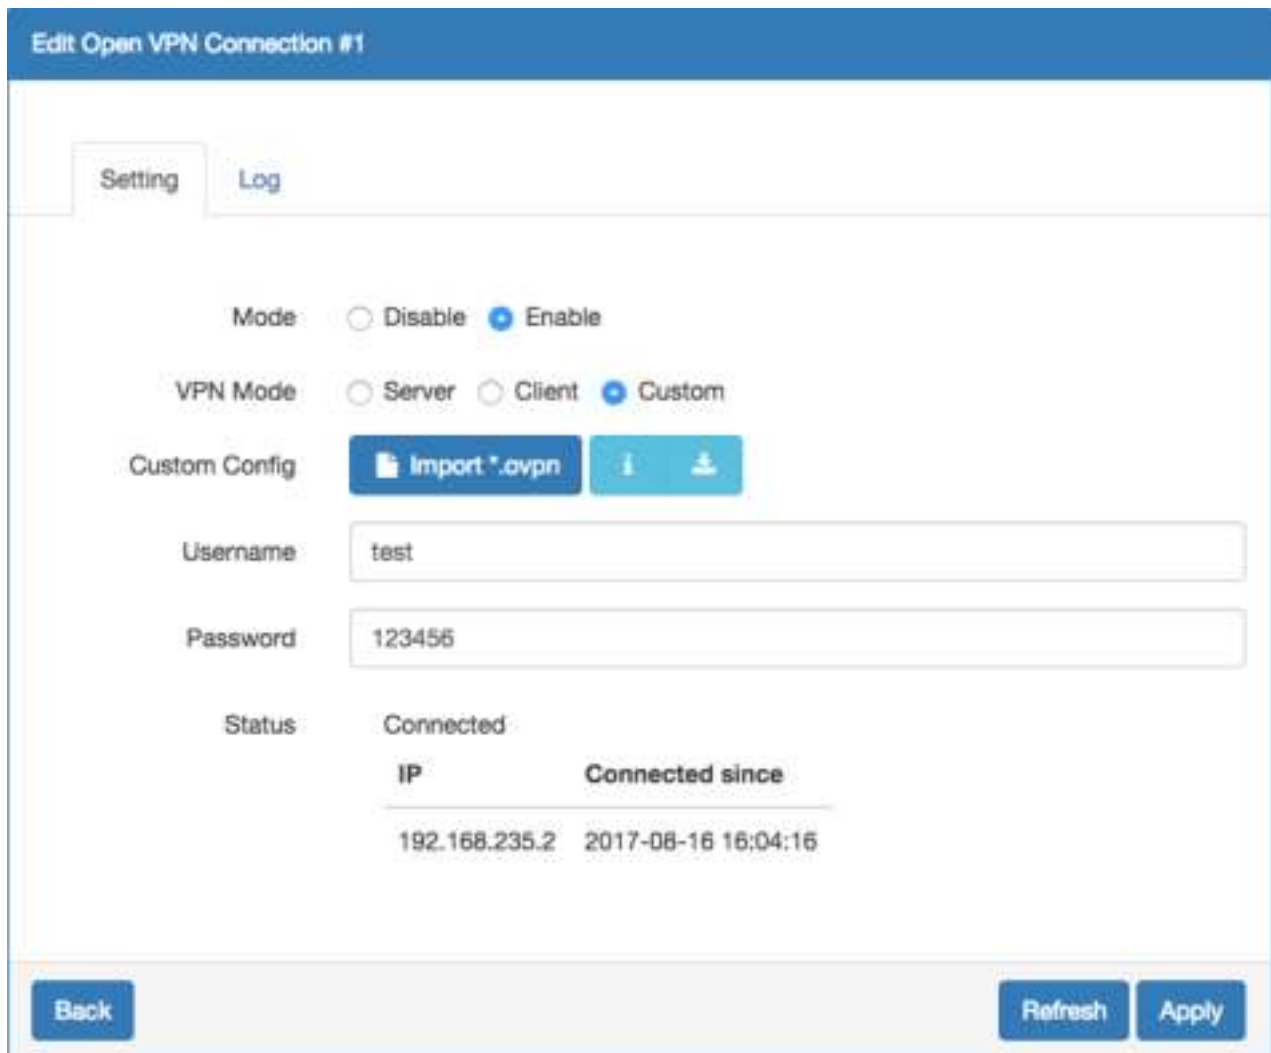 Edit Open VPN Connection #1
Setting Log
Mode Disable Enable
VPN Mode Server Client Custom
Custom Config Import *.ovpn i
Username test
Password 123456
Status Connected
IP Connected since
192.168.235.2 2017-08-16 16:04:16
Back Refresh Apply